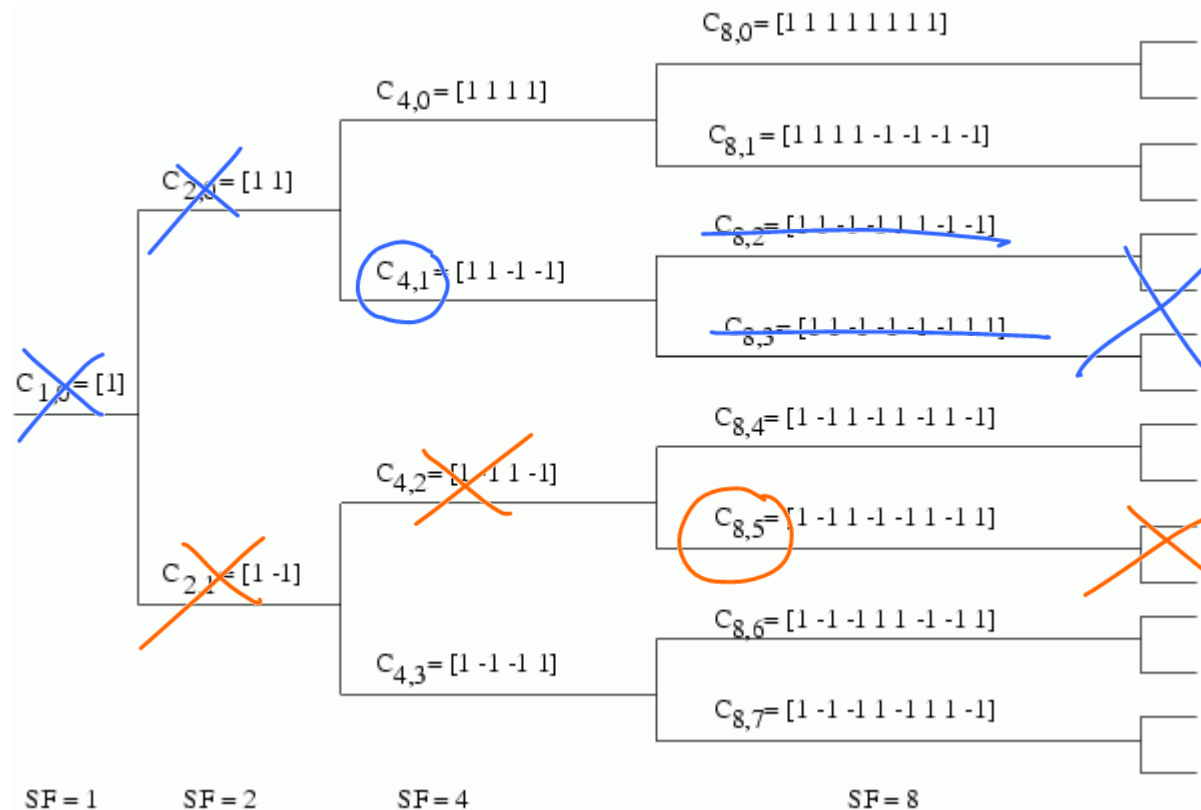 C8,0= [1 1 1 1 1 1 1 1]
C4,0= [1 1 1 1]
C8,1= [1 1 1 1 -1 -1 -1 -1]
C2,0= [1 1]
C8,2= [1 1 -1 -1 1 1 -1 -1]
C4,1= [1 1 -1 -1]
C8,3= [1 1 -1 -1 -1 -1 1 1]
C1,0= [1]
C8,4= [1 -1 1 -1 1 -1 1 -1]
C4,2= [1 -1 1 -1]
C8,5= [1 -1 1 -1 -1 1 -1 1]
C2,1= [1 -1]
C8,6= [1 -1 -1 1 1 -1 -1 1]
C4,3= [1 -1 -1 1]
C8,7= [1 -1 -1 1 -1 1 1 -1]
SF = 1 SF = 2 SF = 4 SF = 8